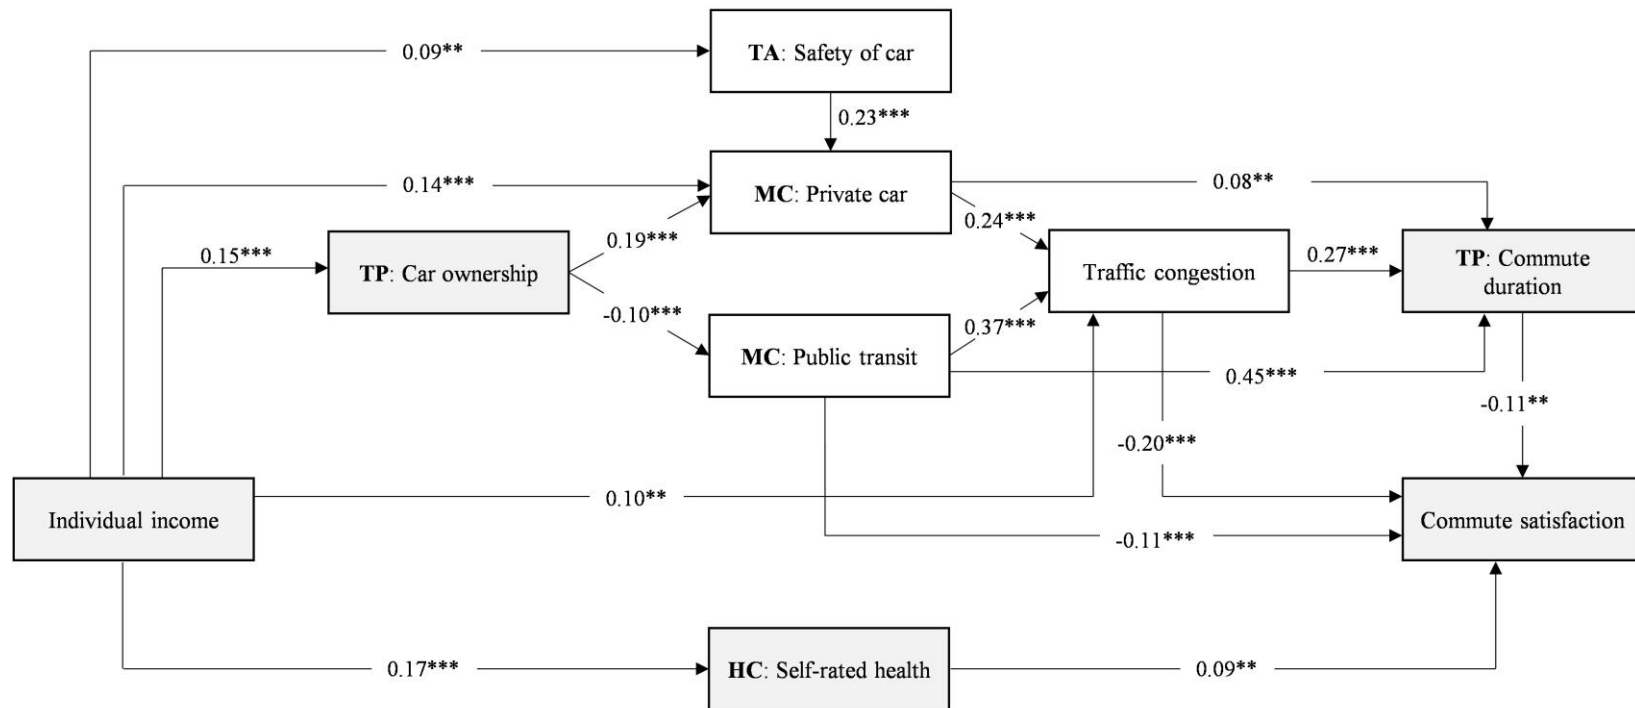 0.09**
TA: Safety of car
0.23***
0.14***
MC: Private car
0.08**
0.24***
0.19***
0.15***
TP: Car ownership
Traffic congestion
0.27***
TP: Commute
duration
-0.10***
0.37***
MC: Public transit
0.45***
-0.11**
-0.20***
0.10**
Individual income
Commute satisfaction
-0.11***
0.17***
HC: Self-rated health
0.09**